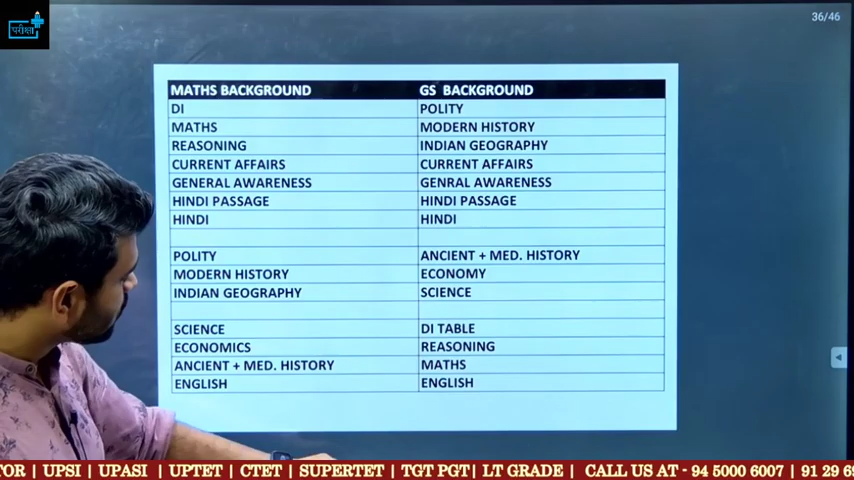 परीक्षा
36/46
MATHS BACKGROUND GS BACKGROUND
DI POLITY
MATHS MODERN HISTORY
REASONING INDIAN GEOGRAPHY
CURRENT AFFAIRS CURRENT AFFAIRS
GENERAL AWARENESS GENRAL AWARENESS
HINDI PASSAGE HINDI PASSAGE
HINDI HINDI
POLITY ANCIENT + MED. HISTORY
MODERN HISTORY ECONOMY
INDIAN GEOGRAPHY SCIENCE
SCIENCE DI TABLE
ECONOMICS REASONING
ANCIENT + MED. HISTORY MATHS
ENGLISH ENGLISH
TOR | UPSI | UPASI | UPTET | CTET | SUPERTET | TGT PGT | LT GRADE | CALL US AT - 94 5000 6007 | 91 29 69